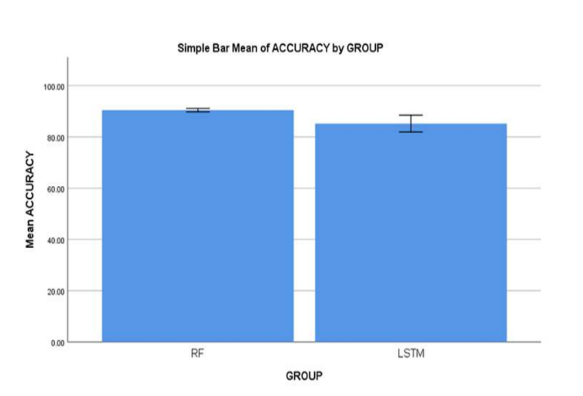 Simple Bar Mean of ACCURACY by GROUP
Mean ACCURACY
100.00
80.00
60.00
40.00
20.00
0.00
RF
LSTM
GROUP